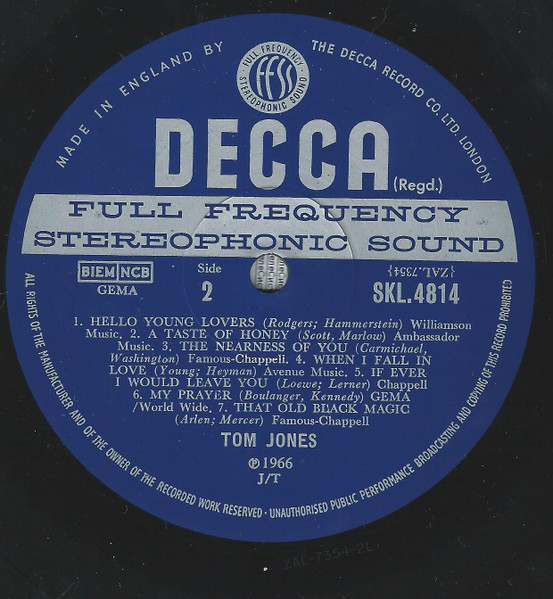 MADE IN ENGLAND BY
THE DECCA RECORD CO. LTD. LONDON
FULL FREQUENCY
FFSS
STEREOPHONIC SOUND
DECCA (Regd.)
FULL FREQUENCY
STEREOPHONIC SOUND
BIEM NCB
GEMA
Side
2
{ZAL.7354}
SKL.4814
1. HELLO YOUNG LOVERS (Rodgers; Hammerstein) Williamson
Music. 2. A TASTE OF HONEY (Scott, Marlow) Ambassador
Music. 3. THE NEARNESS OF YOU (Carmichael,
Washington) Famous-Chappell. 4. WHEN I FALL IN
LOVE (Young; Heyman) Avenue Music. 5. IF EVER
I WOULD LEAVE YOU (Loewe; Lerner) Chappell
6. MY PRAYER (Boulanger, Kennedy) GEMA
/World Wide. 7. THAT OLD BLACK MAGIC
(Arlen; Mercer) Famous-Chappell
TOM JONES
℗ 1966
J/T
ALL RIGHTS OF THE MANUFACTURER AND OF THE OWNER OF THE RECORDED WORK RESERVED · UNAUTHORISED PUBLIC PERFORMANCE BROADCASTING AND COPYING OF THIS RECORD PROHIBITED
ZAL-7354-2L